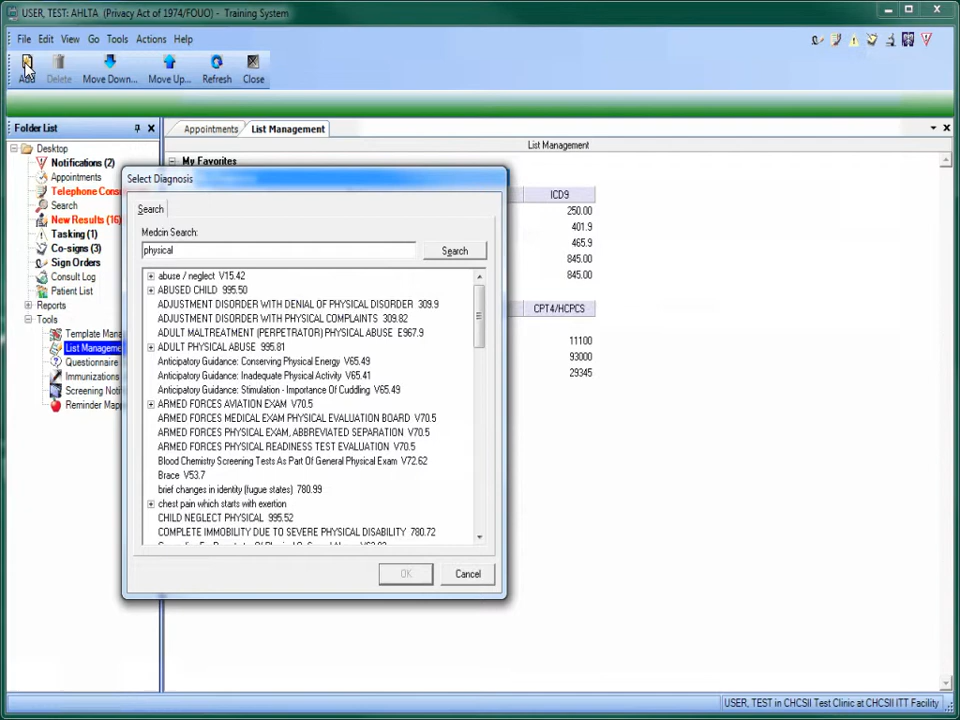 USER, TEST: AHLTA (Privacy Act of 1974/FOUO) - Training System
File Edit View Go Tools Actions Help
Add Delete Move Down... Move Up... Refresh Close
Folder List
Appointments List Management
Desktop
Notifications (2)
Appointments
Telephone
Search
New Results (16)
Tasking (1)
Co-signs (3)
Sign Orders
Consult Log
Patient List
Reports
Tools
Template
List
Questionnaire
Immunizations
Screening
Reminder
List Management
My Favorites
ICD9
250.00
401.9
465.9
845.00
845.00
CPT4/HCPCS
11100
93000
29345
Select Diagnosis
Search
Medcin Search:
physical Search
abuse / neglect V15.42
ABUSED CHILD 995.50
ADJUSTMENT DISORDER WITH DENIAL OF PHYSICAL DISORDER 309.9
ADJUSTMENT DISORDER WITH PHYSICAL COMPLAINTS 309.82
ADULT MALTREATMENT (PERPETRATOR) PHYSICAL ABUSE E967.9
ADULT PHYSICAL ABUSE 995.81
Anticipatory Guidance: Conserving Physical Energy V65.49
Anticipatory Guidance: Inadequate Physical Activity V65.41
Anticipatory Guidance: Stimulation - Importance Of Cuddling V65.49
ARMED FORCES AVIATION EXAM V70.5
ARMED FORCES MEDICAL EXAM PHYSICAL EVALUATION BOARD V70.5
ARMED FORCES PHYSICAL EXAM, ABBREVIATED SEPARATION V70.5
ARMED FORCES PHYSICAL READINESS TEST EVALUATION V70.5
Blood Chemistry Screening Tests As Part Of General Physical Exam V72.62
Brace V53.7
brief changes in identity (fugue states) 780.99
chest pain which starts with exertion
CHILD NEGLECT PHYSICAL 995.52
COMPLETE IMMOBILITY DUE TO SEVERE PHYSICAL DISABILITY 780.72
OK Cancel
USER, TEST in CHCSII Test Clinic at CHCSII ITT Facility